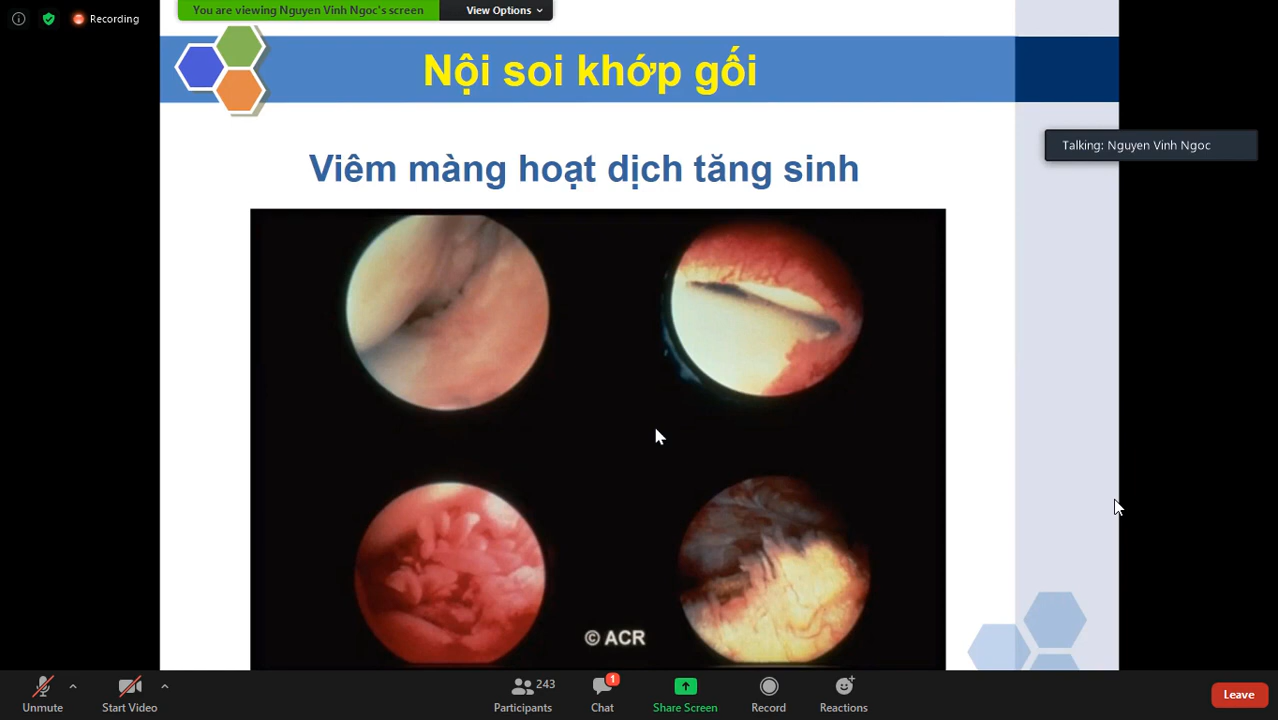 You are viewing Nguyen Vinh Ngoc's screen
View Options
Recording
Nội soi khớp gối
Talking: Nguyen Vinh Ngoc
Viêm màng hoạt dịch tăng sinh
© ACR
Unmute
Start Video
243
Participants
1
Chat
Share Screen
Record
Reactions
Leave